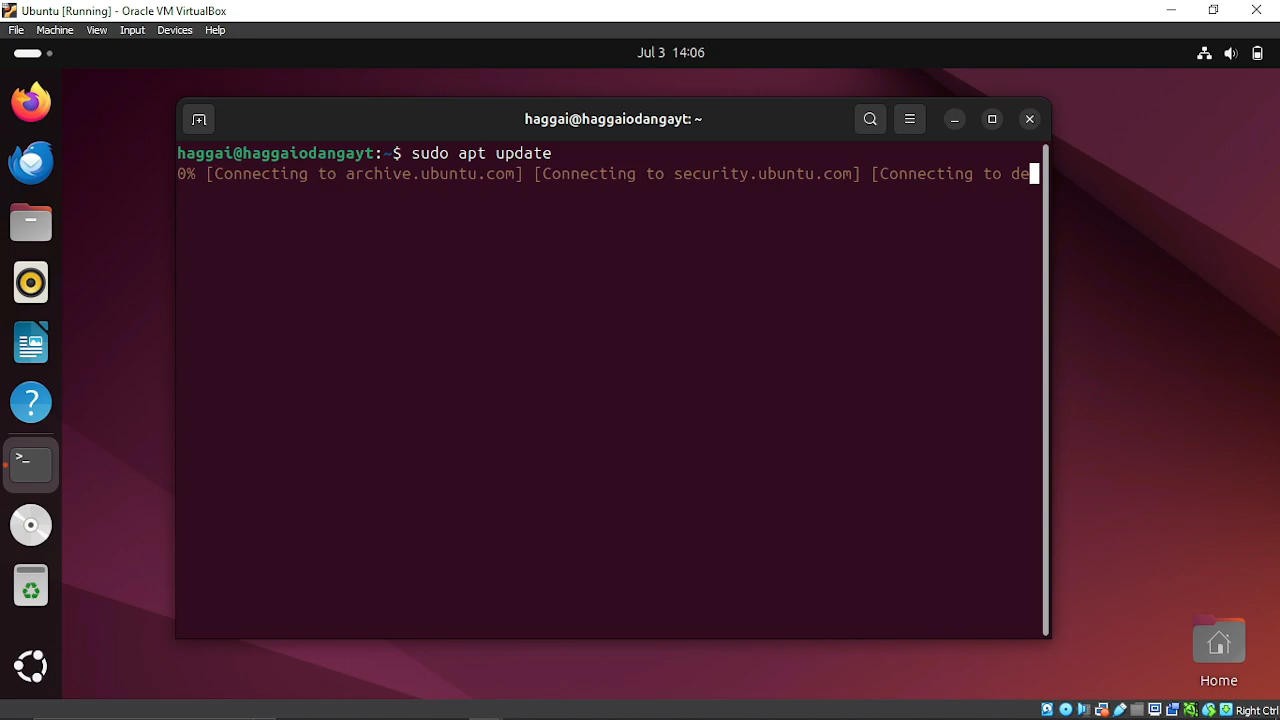 Ubuntu [Running] - Oracle VM VirtualBox
File Machine View Input Devices Help
Jul 3 14:06
haggai@haggaiodangayt: ~
haggai@haggaiodangayt:~$ sudo apt update
0% [Connecting to archive.ubuntu.com] [Connecting to security.ubuntu.com] [Connecting to de
>_
?
Home
Right Ctrl